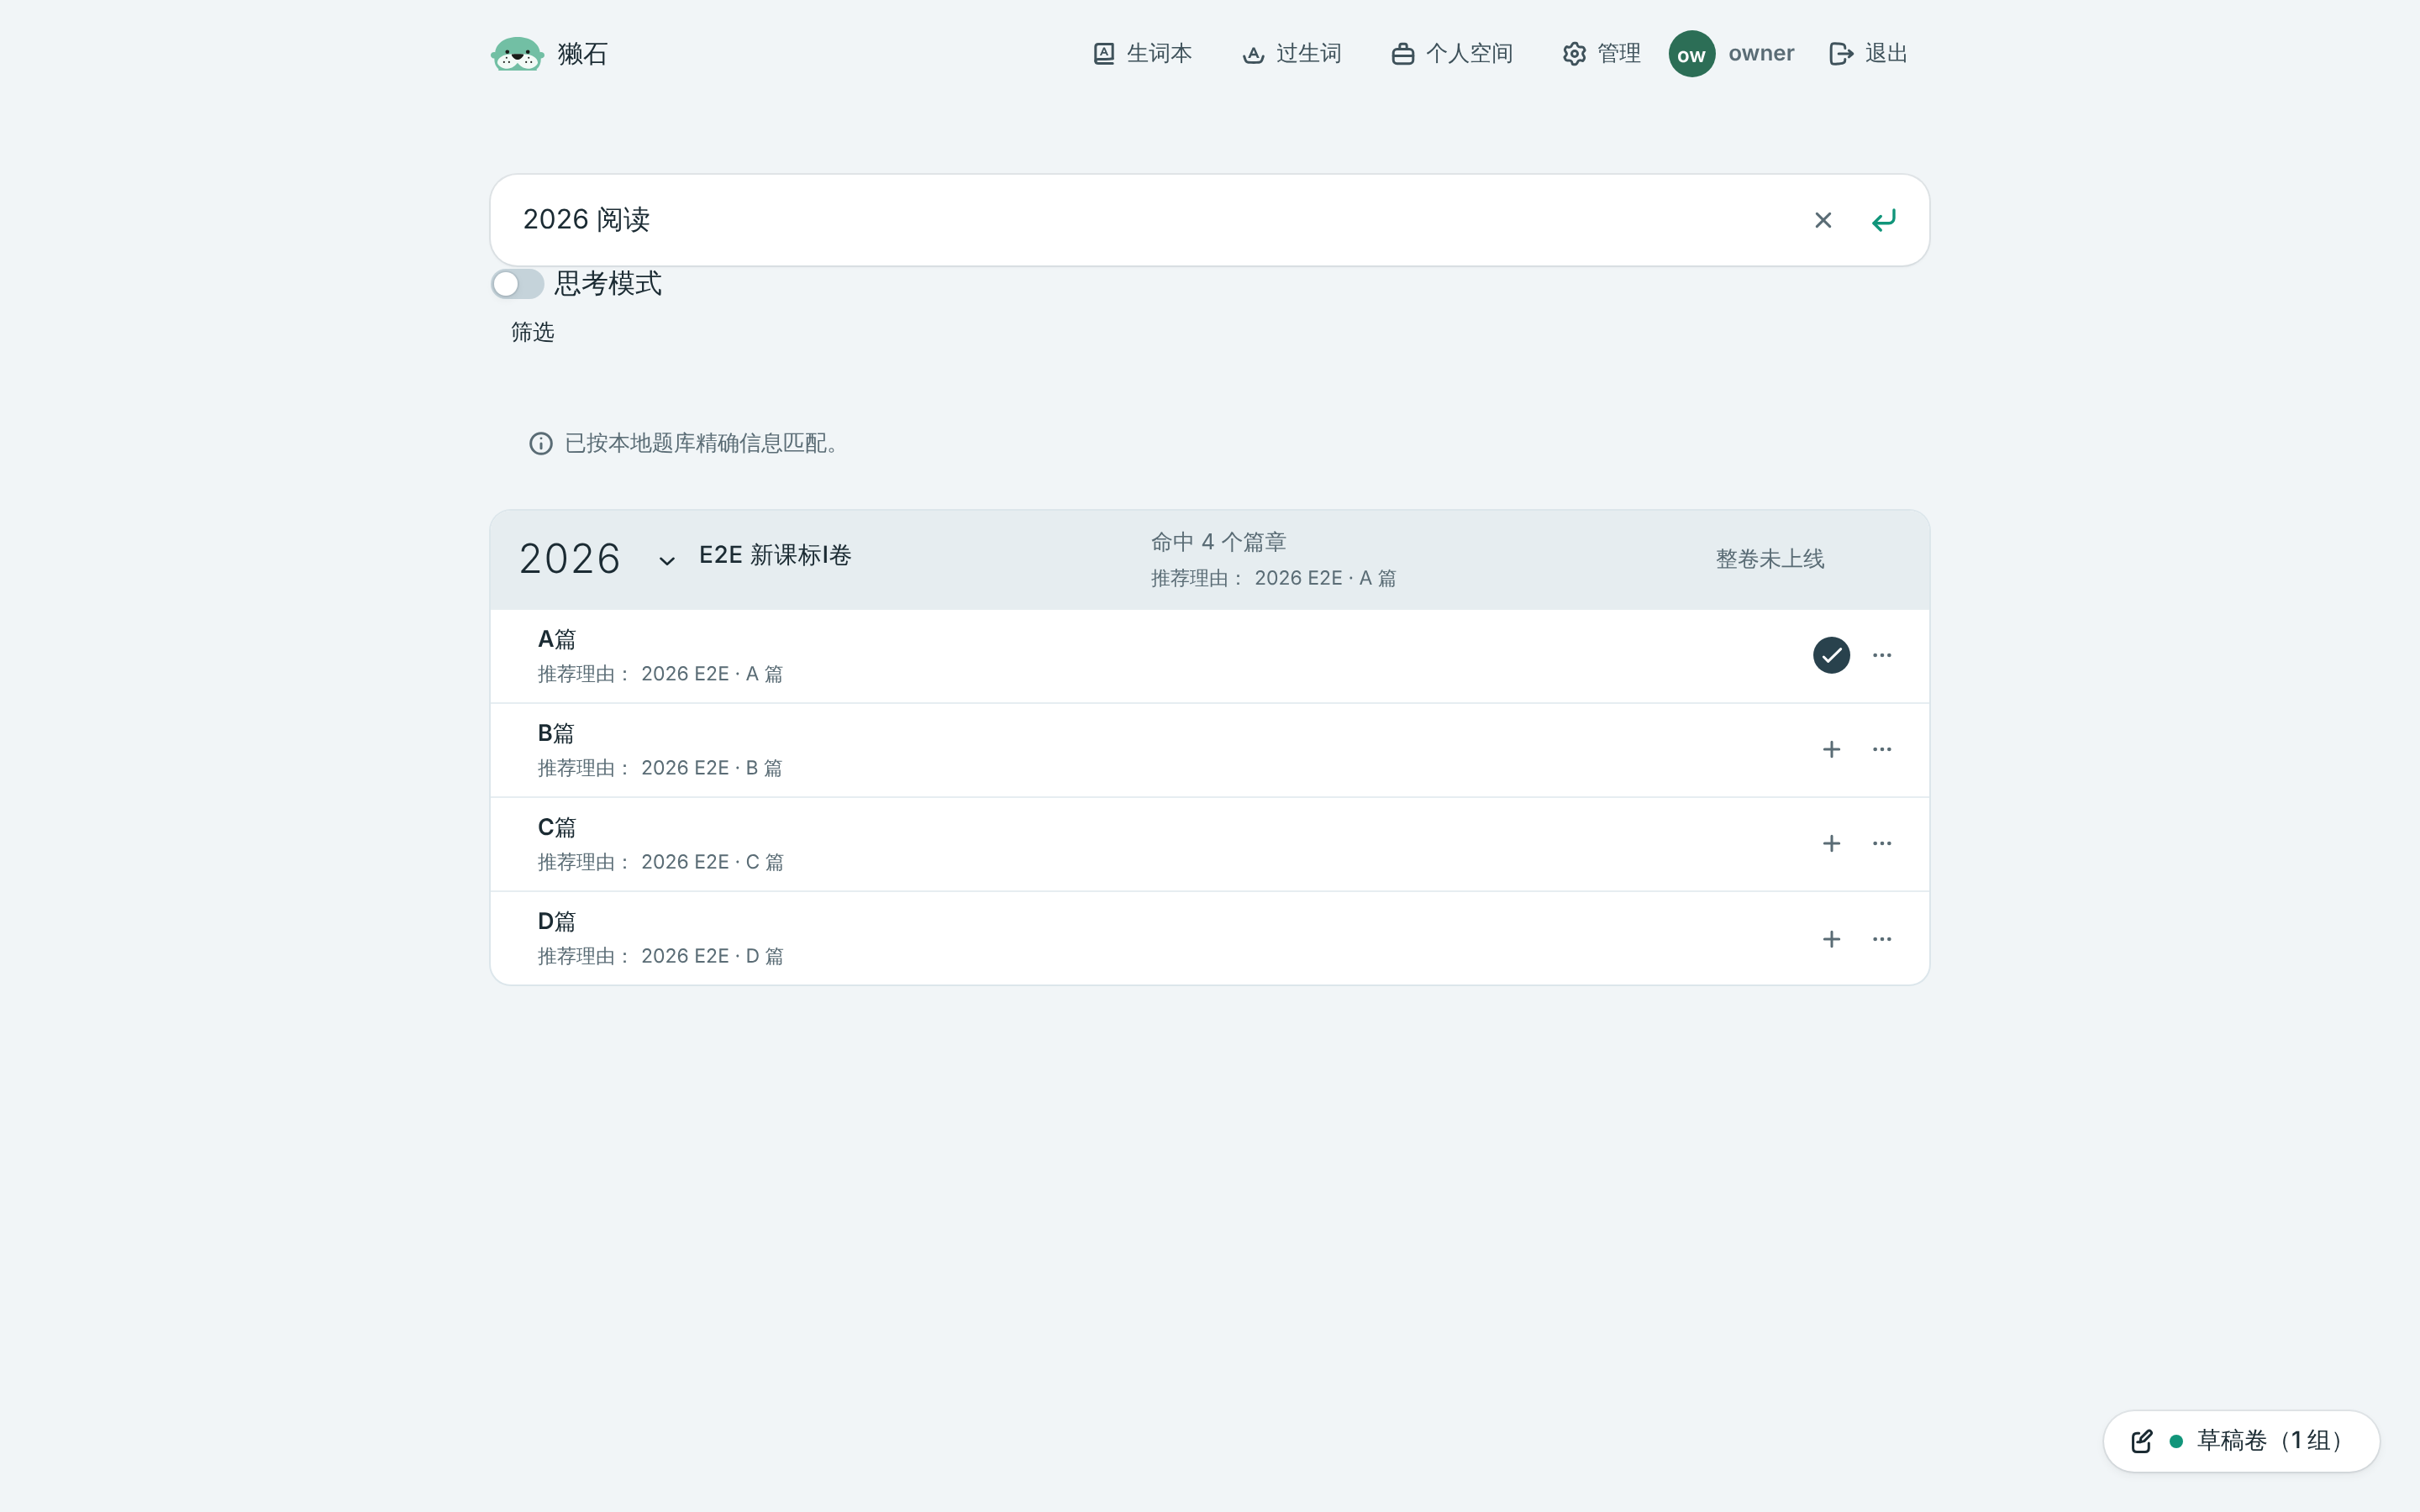 獭石
生词本
过生词
个人空间
管理
ow owner
退出
2026 阅读
思考模式
筛选
已按本地题库精确信息匹配。
2026
E2E 新课标I卷
命中 4 个篇章
推荐理由： 2026 E2E · A 篇
整卷未上线
A篇
推荐理由： 2026 E2E · A 篇
B篇
推荐理由： 2026 E2E · B 篇
C篇
推荐理由： 2026 E2E · C 篇
D篇
推荐理由： 2026 E2E · D 篇
草稿卷（1 组）